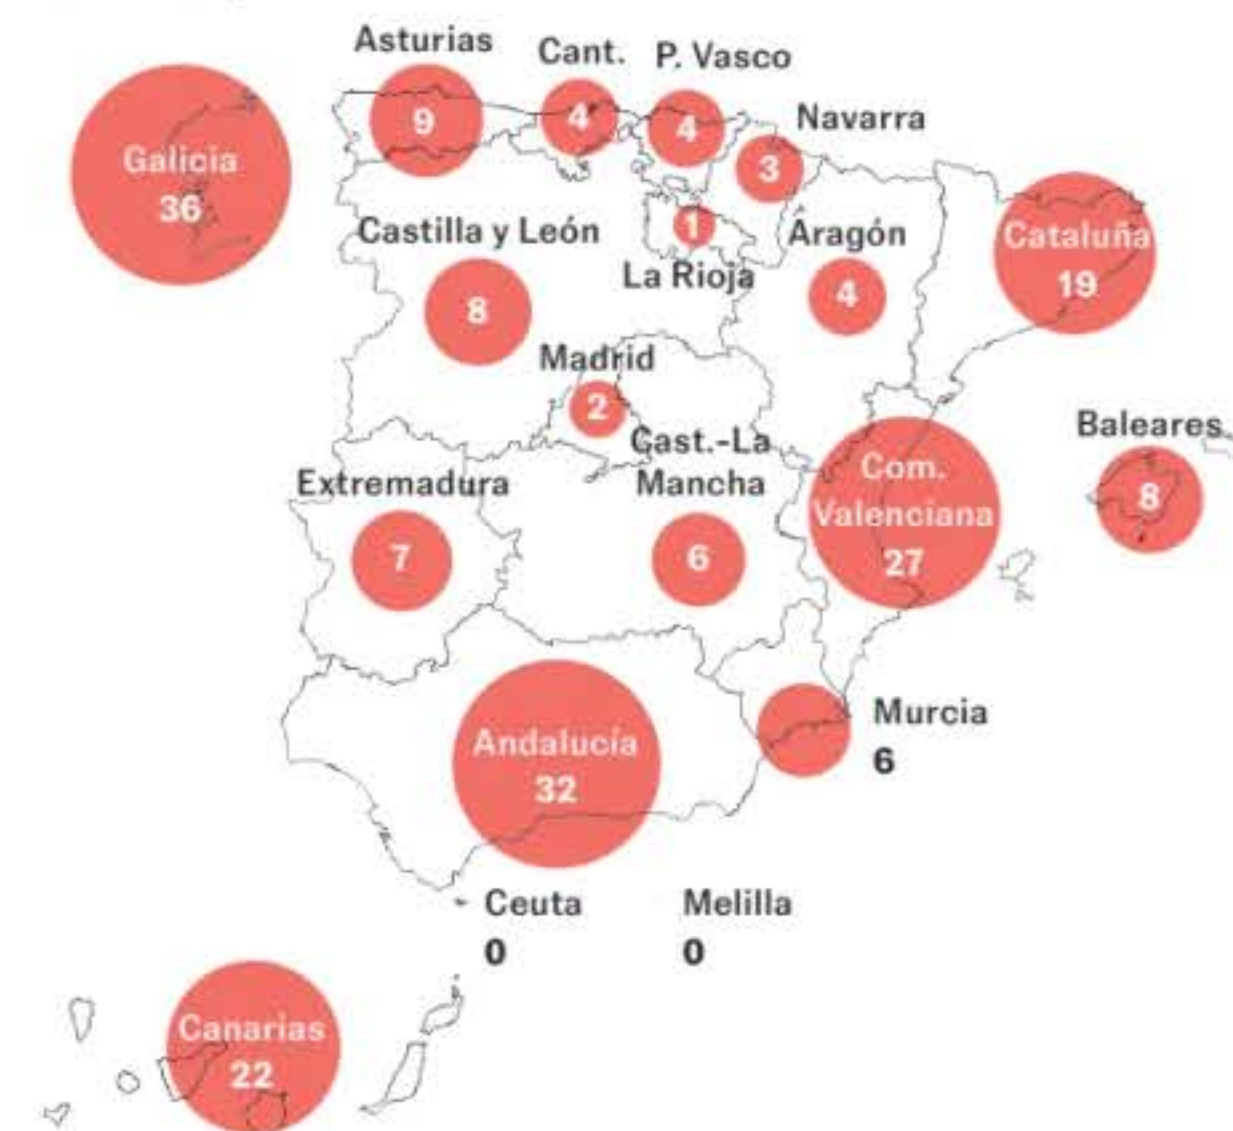 Asturias
9
Cant.
4
P. Vasco
4
Navarra
3
Galicia
36
Castilla y León
8
1
La Rioja
Aragón
4
Cataluña
19
Madrid
2
Cast.-La
Mancha
6
Extremadura
7
Com.
Valenciana
27
Baleares
8
Andalucía
32
Murcia
6
Ceuta
0
Melilla
0
Canarias
22